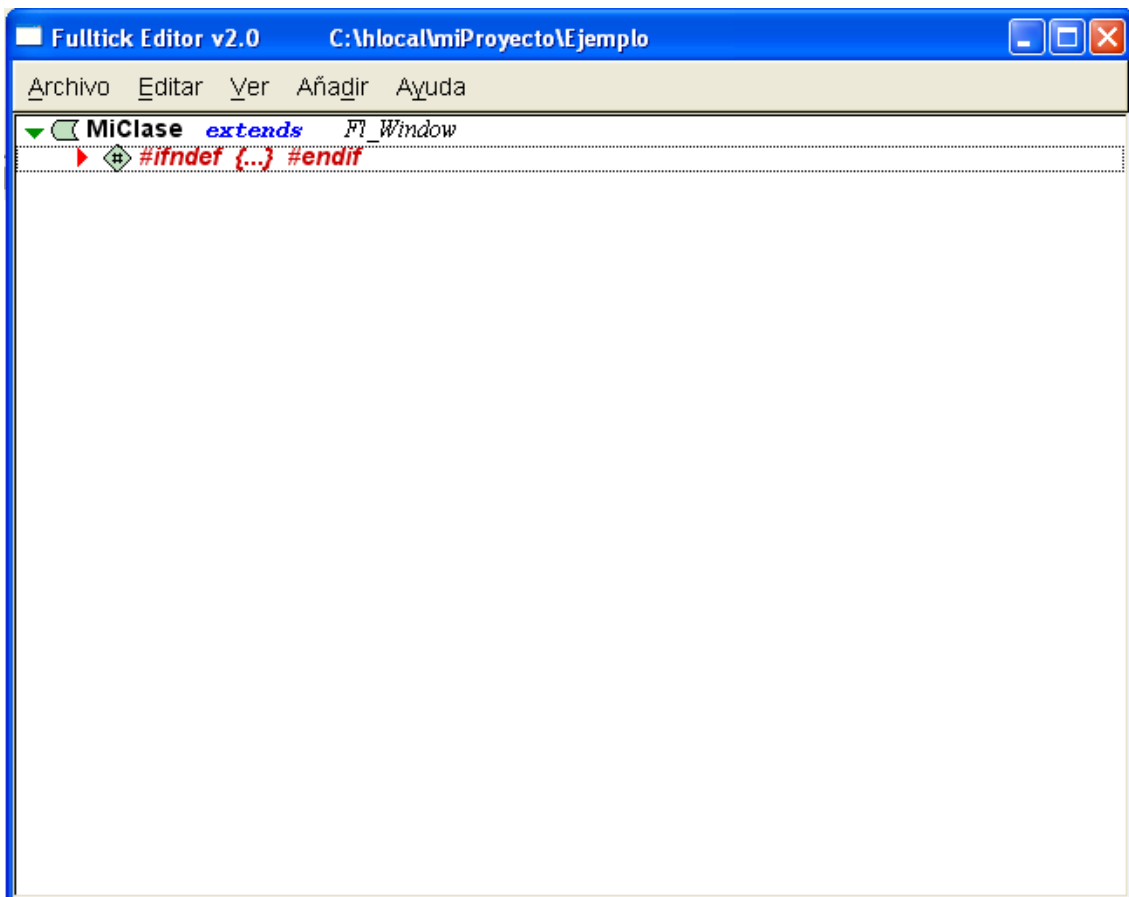 Fulltick Editor v2.0 C:\hlocal\miProyecto\Ejemplo
Archivo Editar Ver Añadir Ayuda
MiClase extends Fl_Window
# #ifndef {...} #endif